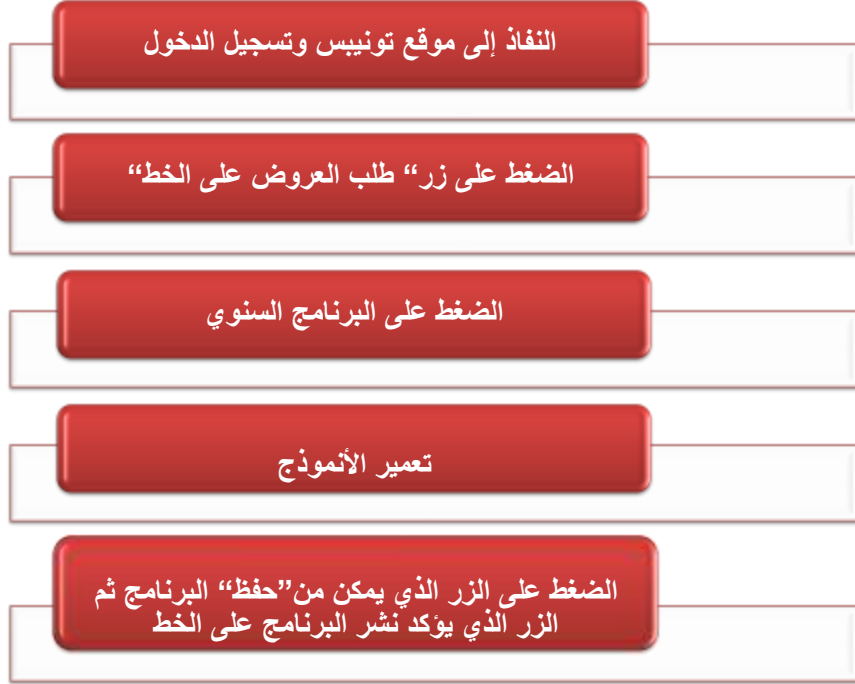 النفاذ إلى موقع تونيبس وتسجيل الدخول
الضغط على زر“ طلب العروض على الخط“
الضغط على البرنامج السنوي
تعمير الأنموذج
الضغط على الزر الذي يمكن من”حفظ“ البرنامج ثم
الزر الذي يؤكد نشر البرنامج على الخط